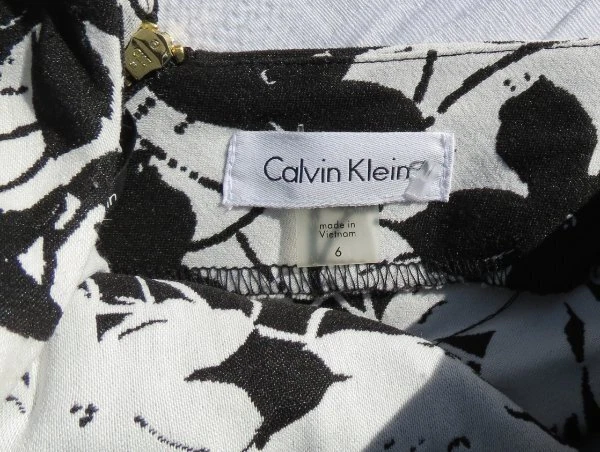 Calvin Klein
made in
Vietnam
6